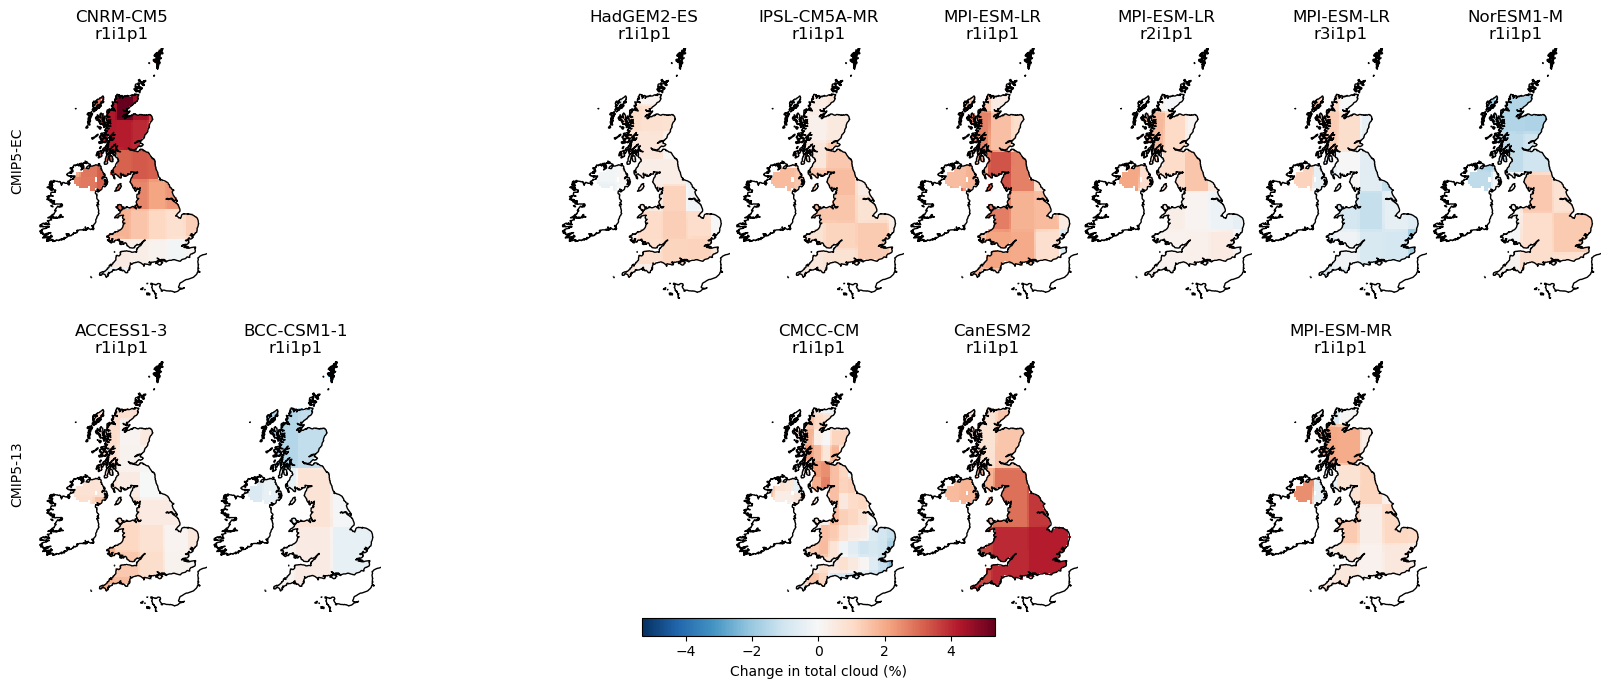 CNRM-CM5
r1i1p1
HadGEM2-ES
r1i1p1
IPSL-CM5A-MR
r1i1p1
MPI-ESM-LR
r1i1p1
MPI-ESM-LR
r2i1p1
MPI-ESM-LR
r3i1p1
NorESM1-M
r1i1p1
CMIP5-EC
ACCESS1-3
r1i1p1
BCC-CSM1-1
r1i1p1
CMCC-CM
r1i1p1
CanESM2
r1i1p1
MPI-ESM-MR
r1i1p1
CMIP5-13
−4 −2 0 2 4
Change in total cloud (%)